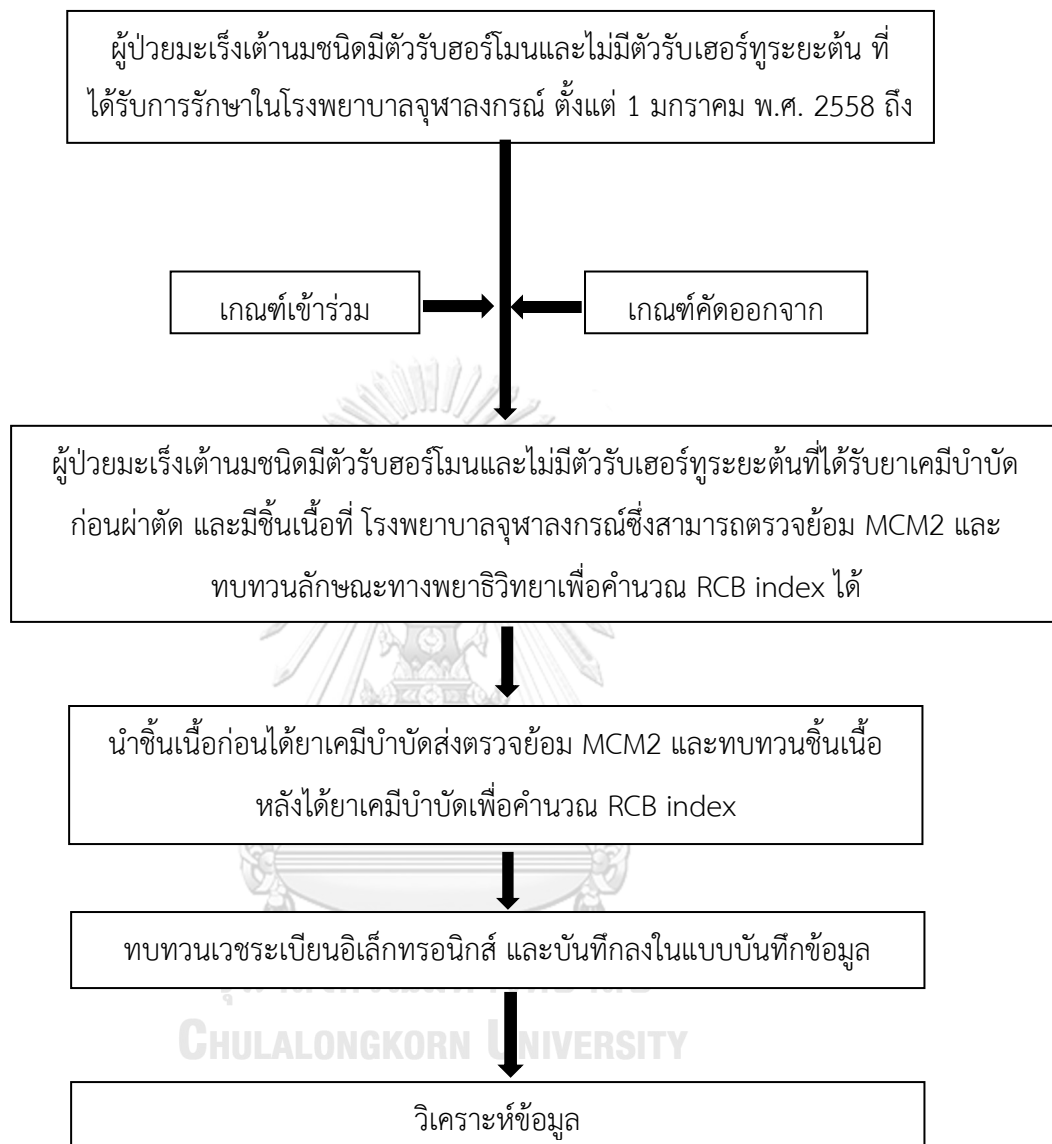 ผู้ป่วยมะเร็งเต้านมชนิดมีตัวรับฮอร์โมนและไม่มีตัวรับเฮอร์ทูระยะต้น ที่
ได้รับการรักษาในโรงพยาบาลจุฬาลงกรณ์ ตั้งแต่ 1 มกราคม พ.ศ. 2558 ถึง
เกณฑ์เข้าร่วม
เกณฑ์คัดออกจาก
ผู้ป่วยมะเร็งเต้านมชนิดมีตัวรับฮอร์โมนและไม่มีตัวรับเฮอร์ทูระยะต้นที่ได้รับยาเคมีบำบัด
ก่อนผ่าตัด และมีชิ้นเนื้อที่ โรงพยาบาลจุฬาลงกรณ์ซึ่งสามารถตรวจย้อม MCM2 และ
ทบทวนลักษณะทางพยาธิวิทยาเพื่อคำนวณ RCB index ได้
นำชิ้นเนื้อก่อนได้ยาเคมีบำบัดส่งตรวจย้อม MCM2 และทบทวนชิ้นเนื้อ
หลังได้ยาเคมีบำบัดเพื่อคำนวณ RCB index
ทบทวนเวชระเบียนอิเล็กทรอนิกส์ และบันทึกลงในแบบบันทึกข้อมูล
CHULALONGKORN UNIVERSITY
วิเคราะห์ข้อมูล